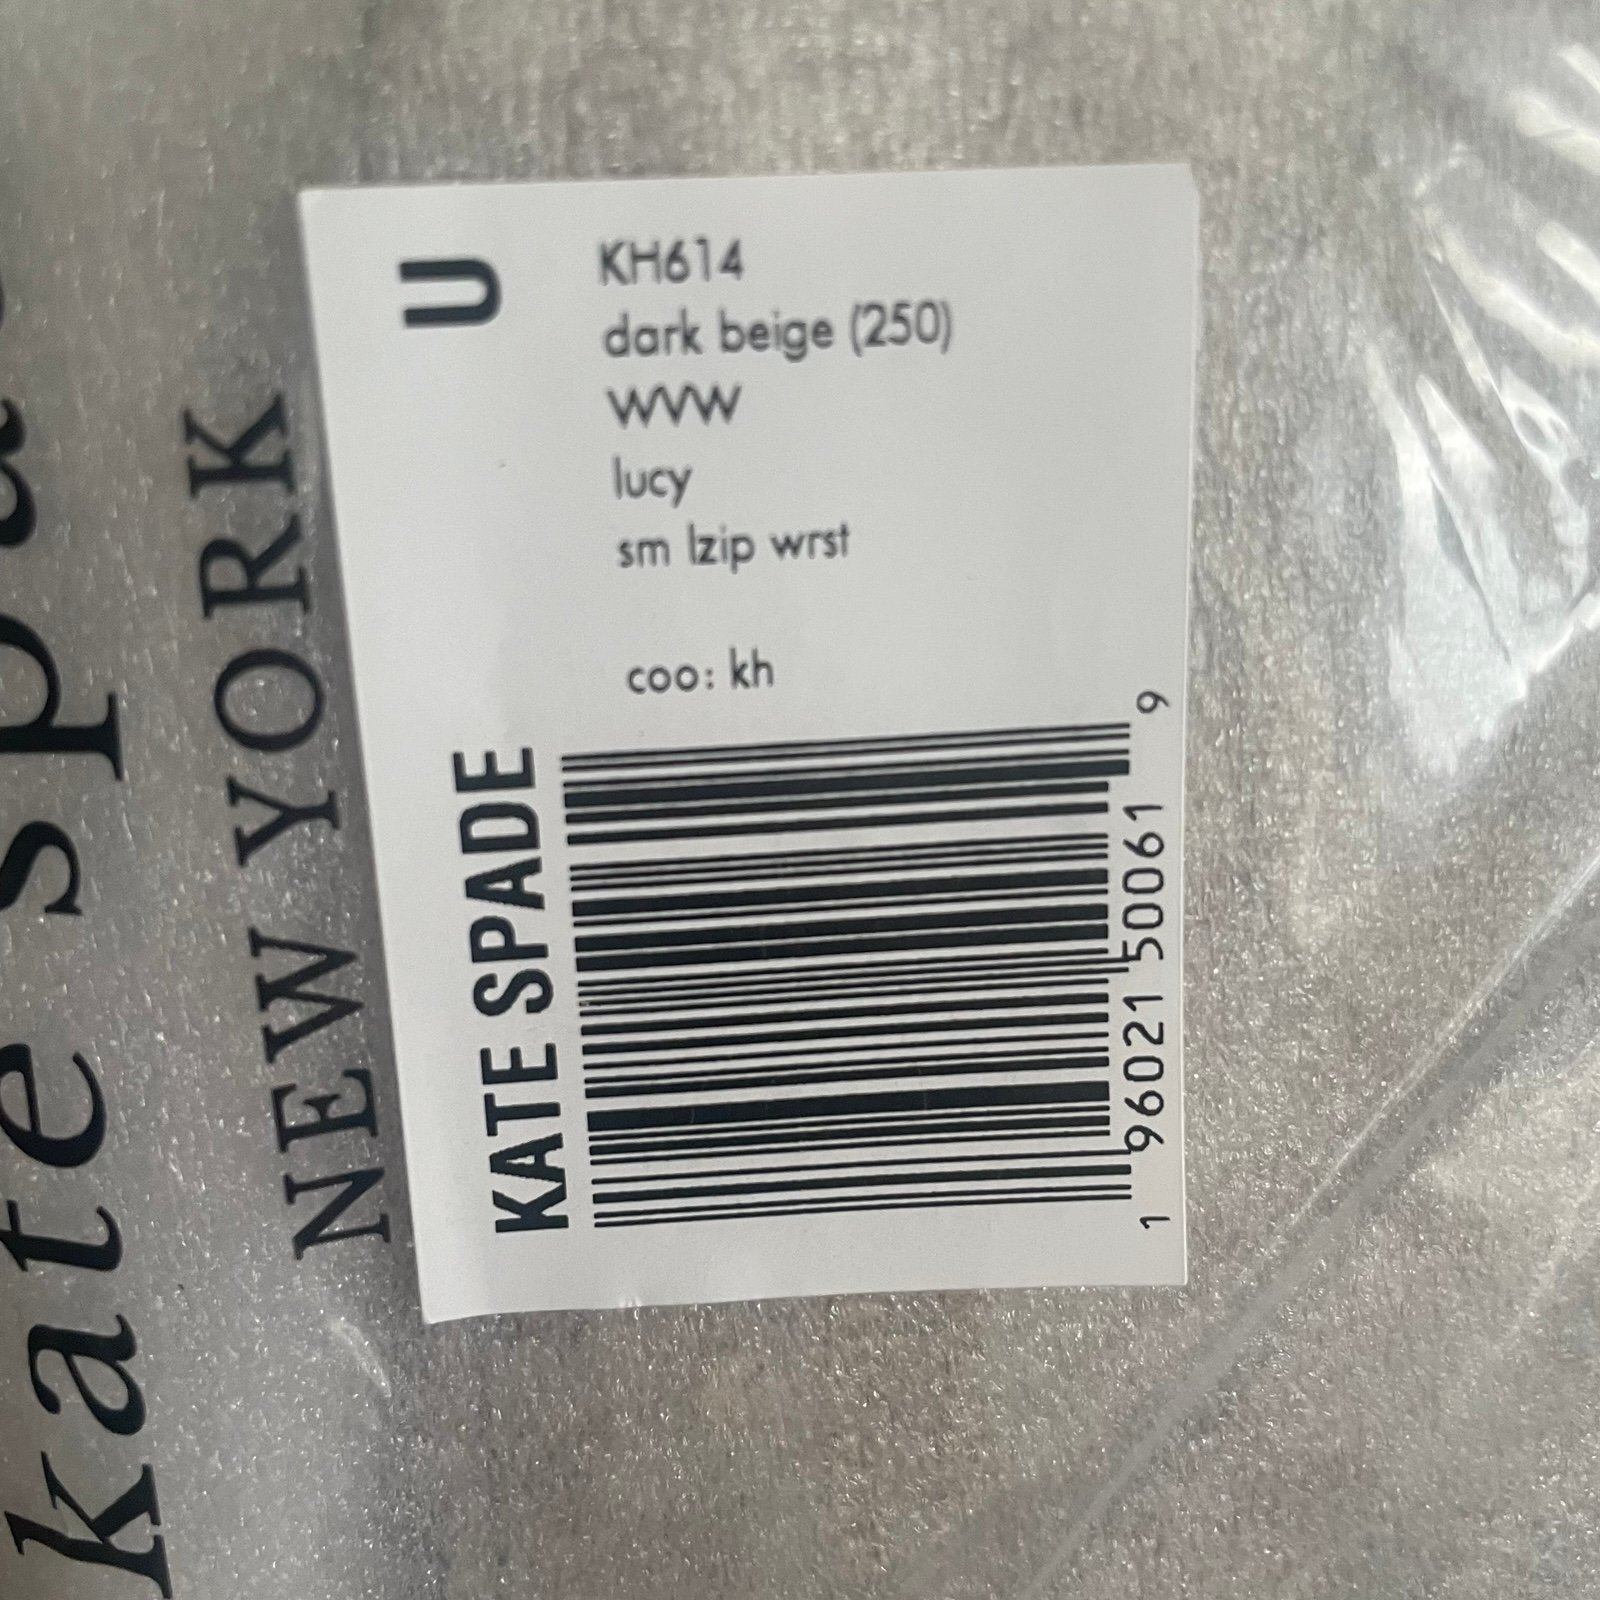 kate spa
NEW YORK
U
KH614
dark beige (250)
WVW
lucy
sm lzip wrst
coo: kh
KATE SPADE
1 96021 50061 9